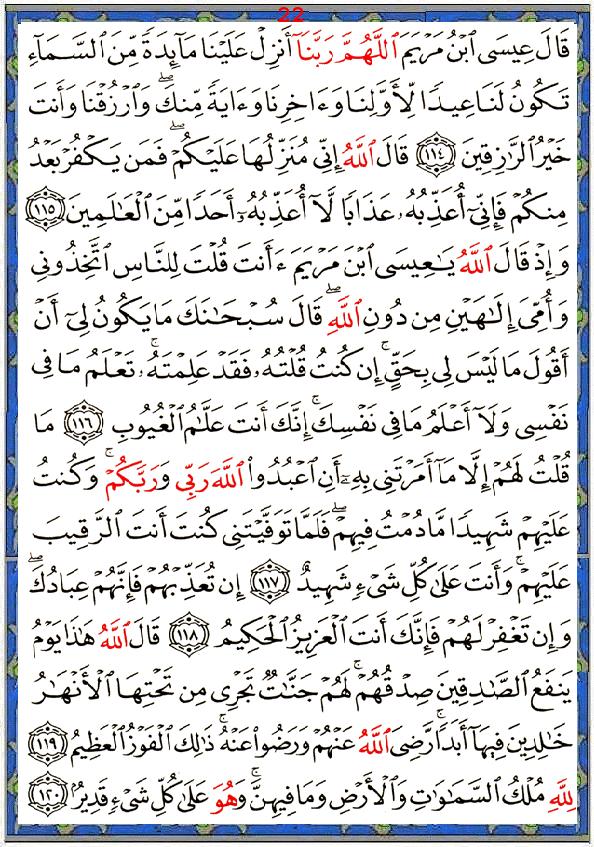 22
قَالَ عِيسَى ٱبۡنُ مَرۡيَمَ ٱللَّهُمَّ رَبَّنَآ أَنزِلۡ عَلَيۡنَا مَآئِدَةٗ مِّنَ ٱلسَّمَآءِ
تَكُونُ لَنَا عِيدٗا لِّأَوَّلِنَا وَءَاخِرِنَا وَءَايَةٗ مِّنكَۖ وَٱرۡزُقۡنَا وَأَنتَ
خَيۡرُ ٱلرَّٰزِقِينَ ١١٤ قَالَ ٱللَّهُ إِنِّي مُنَزِّلُهَا عَلَيۡكُمۡۖ فَمَن يَكۡفُرۡ بَعۡدُ
مِنكُمۡ فَإِنِّيٓ أُعَذِّبُهُۥ عَذَابٗا لَّآ أُعَذِّبُهُۥٓ أَحَدٗا مِّنَ ٱلۡعَٰلَمِينَ ١١٥
وَإِذۡ قَالَ ٱللَّهُ يَٰعِيسَى ٱبۡنَ مَرۡيَمَ ءَأَنتَ قُلۡتَ لِلنَّاسِ ٱتَّخِذُونِي
وَأُمِّيَ إِلَٰهَيۡنِ مِن دُونِ ٱللَّهِۖ قَالَ سُبۡحَٰنَكَ مَا يَكُونُ لِيٓ أَنۡ
أَقُولَ مَا لَيۡسَ لِي بِحَقٍّۚ إِن كُنتُ قُلۡتُهُۥ فَقَدۡ عَلِمۡتَهُۥۚ تَعۡلَمُ مَا فِي
نَفۡسِي وَلَآ أَعۡلَمُ مَا فِي نَفۡسِكَۚ إِنَّكَ أَنتَ عَلَّٰمُ ٱلۡغُيُوبِ ١١٦ مَا
قُلۡتُ لَهُمۡ إِلَّا مَآ أَمَرۡتَنِي بِهِۦٓ أَنِ ٱعۡبُدُواْ ٱللَّهَ رَبِّي وَرَبَّكُمۡۚ وَكُنتُ
عَلَيۡهِمۡ شَهِيدٗا مَّا دُمۡتُ فِيهِمۡۖ فَلَمَّا تَوَفَّيۡتَنِي كُنتَ أَنتَ ٱلرَّقِيبَ
عَلَيۡهِمۡۚ وَأَنتَ عَلَىٰ كُلِّ شَيۡءٖ شَهِيدٌ ١١٧ إِن تُعَذِّبۡهُمۡ فَإِنَّهُمۡ عِبَادُكَۖ
وَإِن تَغۡفِرۡ لَهُمۡ فَإِنَّكَ أَنتَ ٱلۡعَزِيزُ ٱلۡحَكِيمُ ١١٨ قَالَ ٱللَّهُ هَٰذَا يَوۡمُ
يَنفَعُ ٱلصَّٰدِقِينَ صِدۡقُهُمۡۚ لَهُمۡ جَنَّٰتٞ تَجۡرِي مِن تَحۡتِهَا ٱلۡأَنۡهَٰرُ
خَٰلِدِينَ فِيهَآ أَبَدٗاۚ رَّضِيَ ٱللَّهُ عَنۡهُمۡ وَرَضُواْ عَنۡهُۚ ذَٰلِكَ ٱلۡفَوۡزُ ٱلۡعَظِيمُ ١١٩
لِلَّهِ مُلۡكُ ٱلسَّمَٰوَٰتِ وَٱلۡأَرۡضِ وَمَا فِيهِنَّۚ وَهُوَ عَلَىٰ كُلِّ شَيۡءٖ قَدِيرُۢ ١٢٠